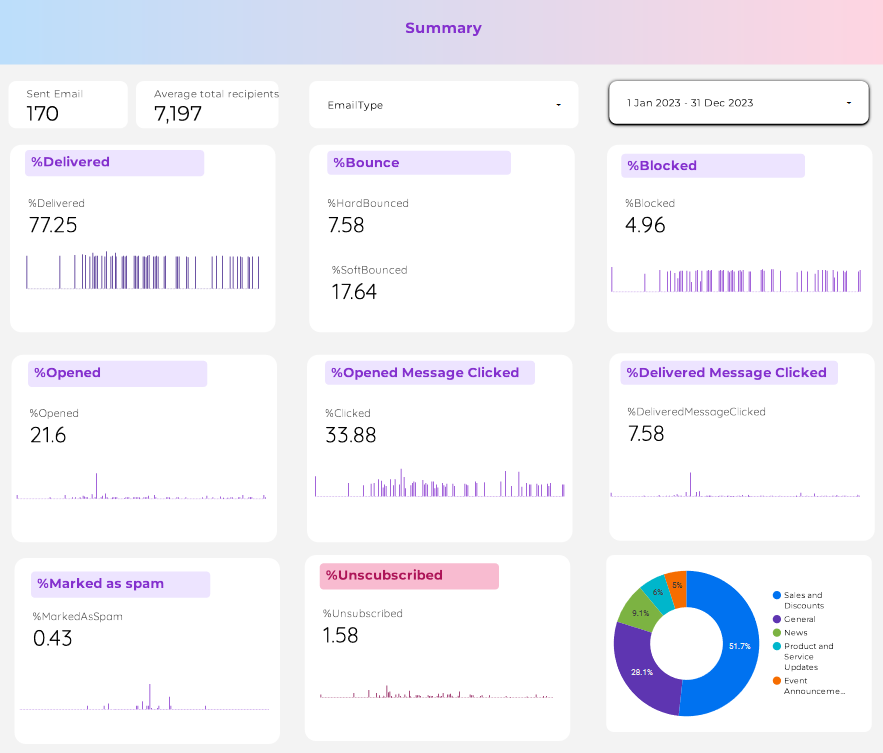 Summary
Sent Email
170
Average total recipients
7,197
EmailType
1 Jan 2023 - 31 Dec 2023
%Delivered
%Delivered
77.25
%Bounce
%HardBounced
7.58
%SoftBounced
17.64
%Blocked
%Blocked
4.96
%Opened
%Opened
21.6
%Opened Message Clicked
%Clicked
33.88
%Delivered Message Clicked
%DeliveredMessageClicked
7.58
%Marked as spam
%MarkedAsSpam
0.43
%Unscubscribed
%Unsubscribed
1.58
5%
6%
9.1%
28.1%
51.7%
Sales and
Discounts
General
News
Product and
Service
Updates
Event
Announceme...